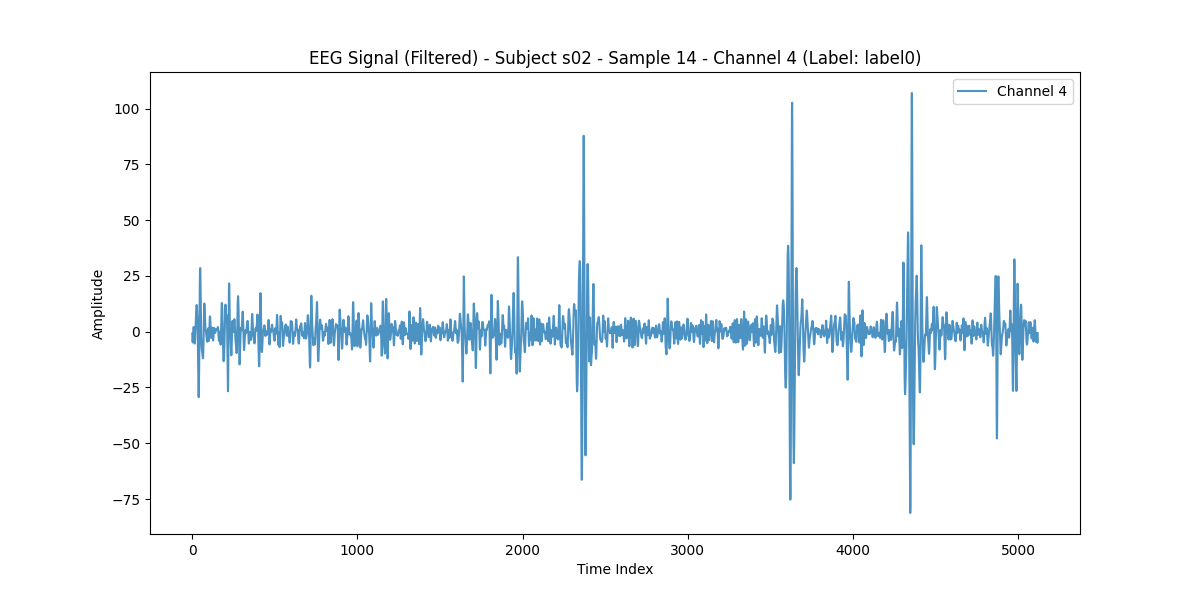 EEG Signal (Filtered) - Subject s02 - Sample 14 - Channel 4 (Label: label0)
Channel 4
100
75
50
25
0
−25
−50
−75
Amplitude
0 1000 2000 3000 4000 5000
Time Index